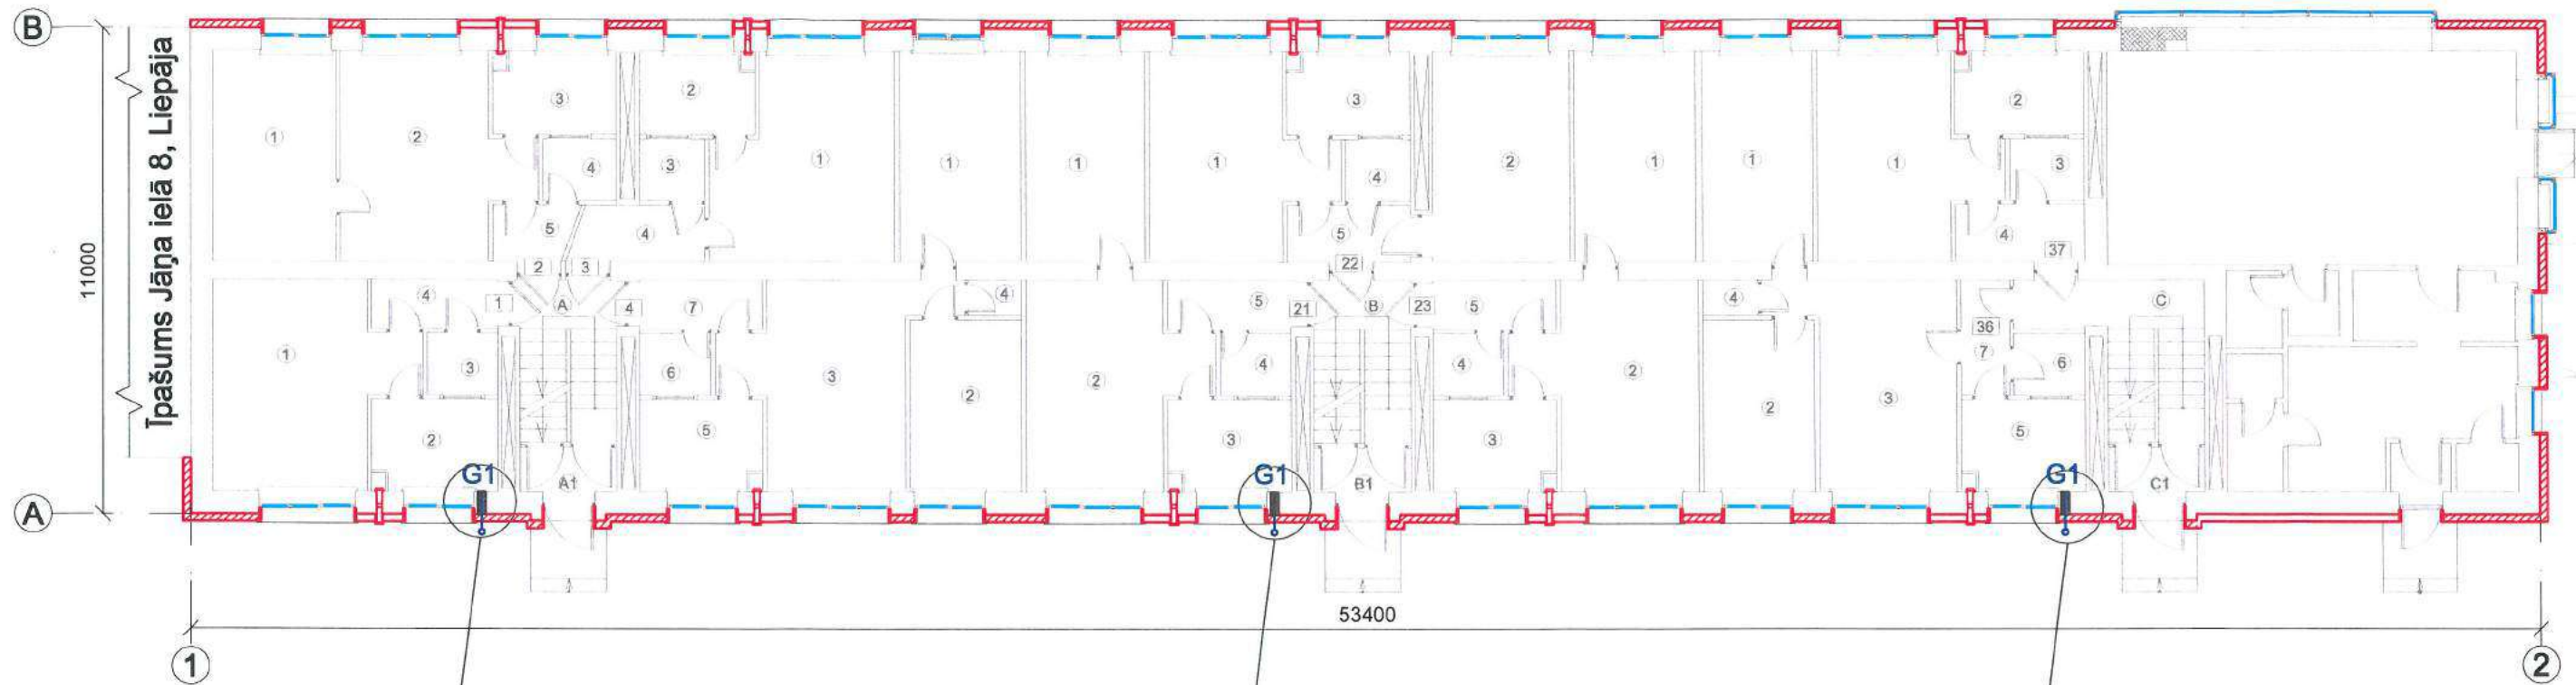 B
Īpašums Jāņa ielā 8, Liepāja
11000
3 2 3 2
1 2 4 3 1 1 1 1 4 2 1 1 1 3
5 4 5 4 37
2 3 22
4 1 A 4 7 4 5 21 B 23 5 4 36 C
1 3 6 3 2 2 4 4 2 2 3 7 6
2 5 3 3 5
G1 G1 G1
A1 B1 C1
A
53400
1 2